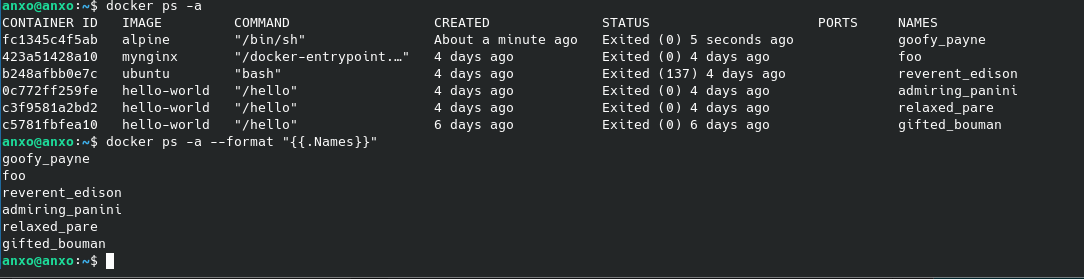 anxo@anxo:~$ docker ps -a
CONTAINER ID   IMAGE         COMMAND                  CREATED              STATUS                     PORTS     NAMES
fc1345c4f5ab   alpine        "/bin/sh"                About a minute ago   Exited (0) 5 seconds ago             goofy_payne
423a51428a10   mynginx       "/docker-entrypoint.…"   4 days ago           Exited (0) 4 days ago                foo
b248afbb0e7c   ubuntu        "bash"                   4 days ago           Exited (137) 4 days ago              reverent_edison
0c772ff259fe   hello-world   "/hello"                 4 days ago           Exited (0) 4 days ago                admiring_panini
c3f9581a2bd2   hello-world   "/hello"                 4 days ago           Exited (0) 4 days ago                relaxed_pare
c5781fbfea10   hello-world   "/hello"                 6 days ago           Exited (0) 6 days ago                gifted_bouman
anxo@anxo:~$ docker ps -a --format "{{.Names}}"
goofy_payne
foo
reverent_edison
admiring_panini
relaxed_pare
gifted_bouman
anxo@anxo:~$